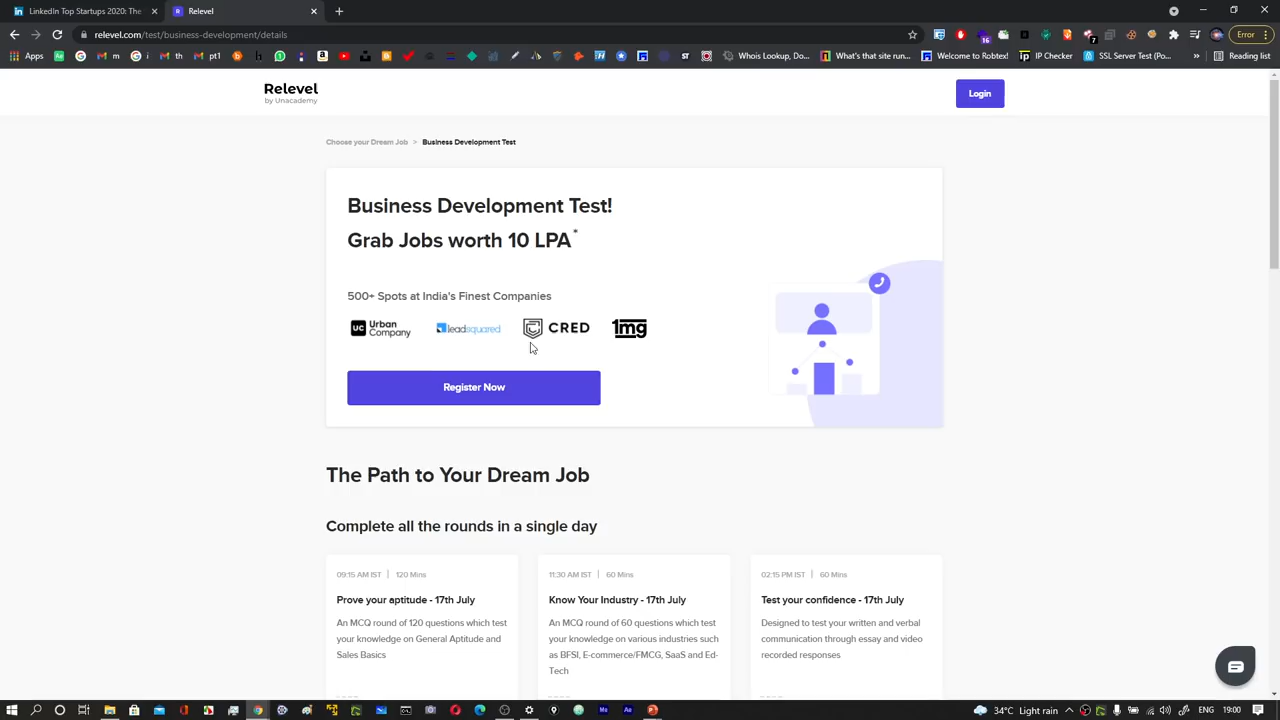 LinkedIn Top Startups 2020: The
Relevel
relevel.com/test/business-development/details
Error
Apps
G m
G th
pt1
Whois Lookup, Do...
What's that site run...
Welcome to Robtex!
IP Checker
SSL Server Test (Po...
Reading list
Relevel
by Unacademy
Login
Choose your Dream Job > Business Development Test
Business Development Test!
Grab Jobs worth 10 LPA*
500+ Spots at India's Finest Companies
UC Urban Company
leadsquared
CRED
1mg
Register Now
The Path to Your Dream Job
Complete all the rounds in a single day
09:15 AM IST | 120 Mins
Prove your aptitude - 17th July
An MCQ round of 120 questions which test
your knowledge on General Aptitude and
Sales Basics
11:30 AM IST | 60 Mins
Know Your Industry - 17th July
An MCQ round of 60 questions which test
your knowledge on various industries such
as BFSI, E-commerce/FMCG, SaaS and Ed-
Tech
02:15 PM IST | 60 Mins
Test your confidence - 17th July
Designed to test your written and verbal
communication through essay and video
recorded responses
ENG